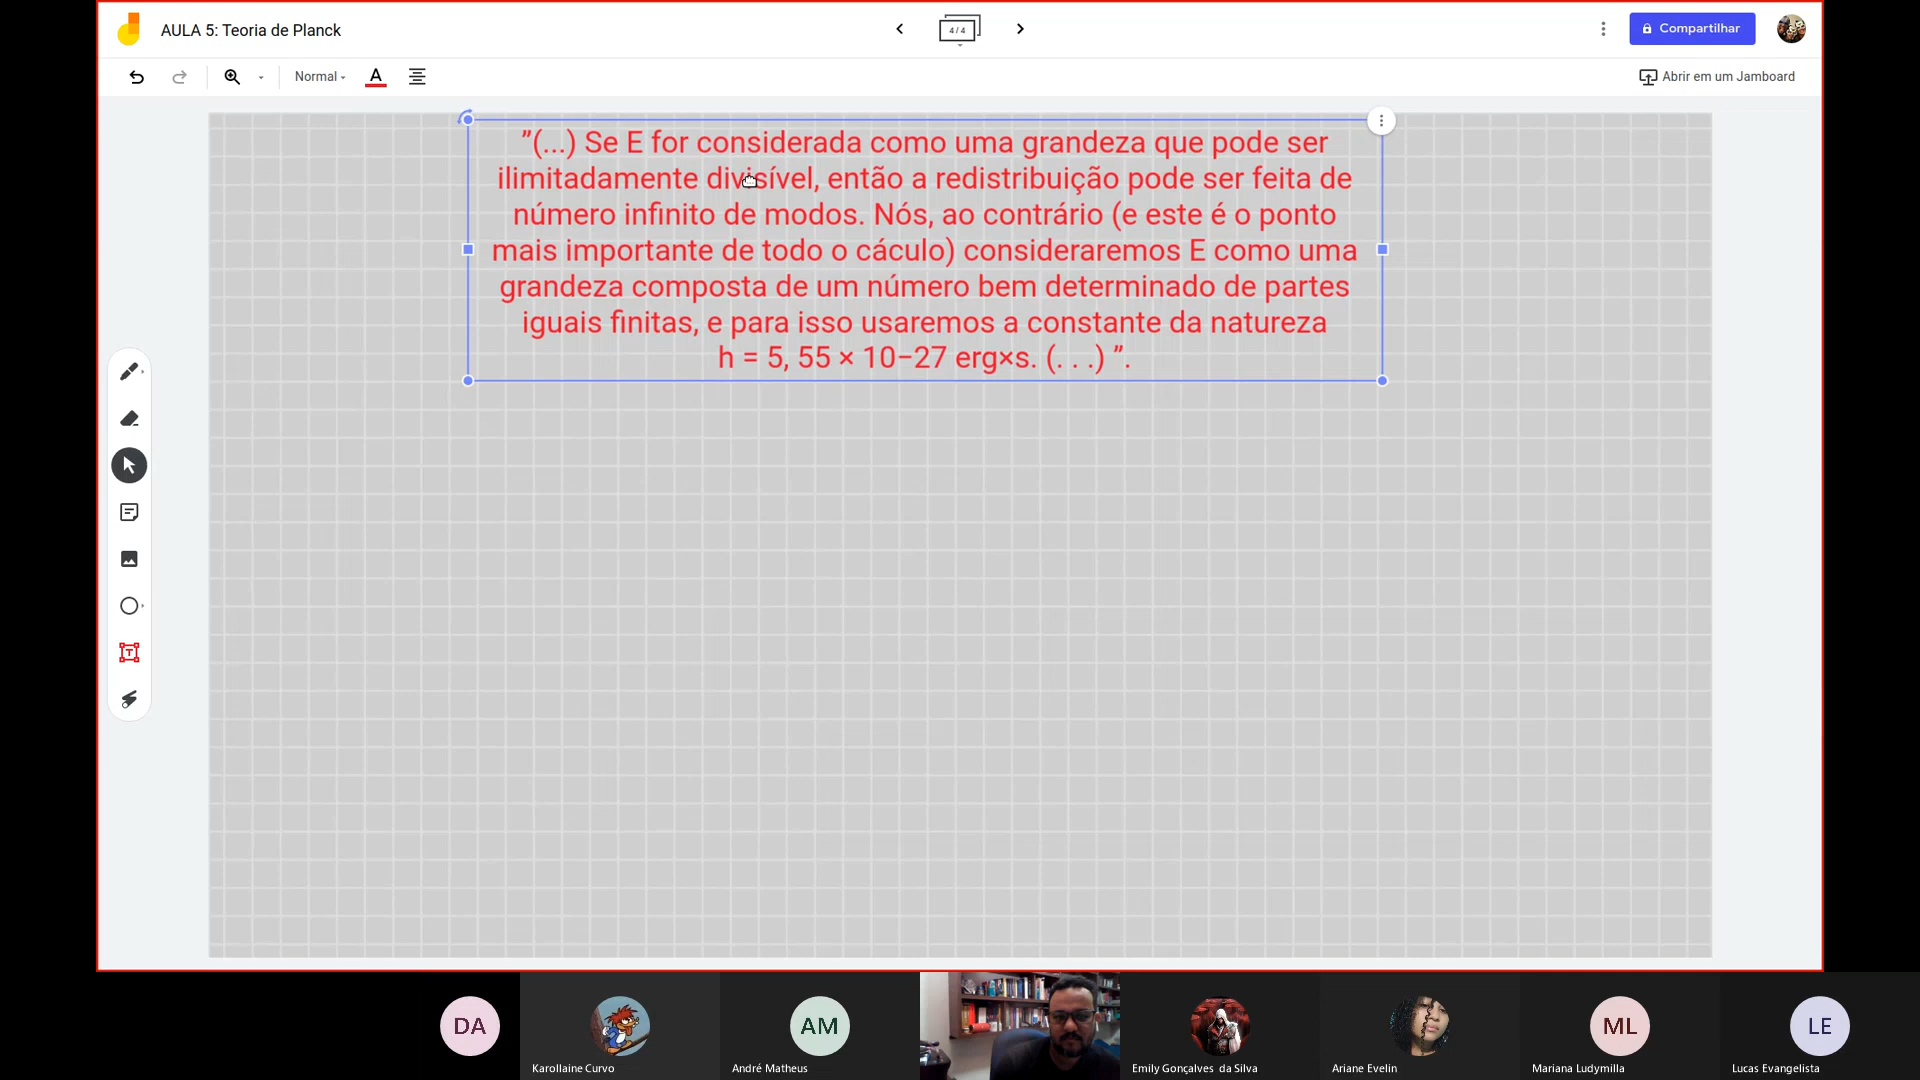 AULA 5: Teoria de Planck
4 / 4
Compartilhar
Normal
A
Abrir em um Jamboard
”(...) Se E for considerada como uma grandeza que pode ser
ilimitadamente divisível, então a redistribuição pode ser feita de
número infinito de modos. Nós, ao contrário (e este é o ponto
mais importante de todo o cáculo) consideraremos E como uma
grandeza composta de um número bem determinado de partes
iguais finitas, e para isso usaremos a constante da natureza
h = 5, 55 × 10−27 erg×s. (. . .) ”.
T
DA
AM
ML
LE
Karollaine Curvo
André Matheus
Emily Gonçalves da Silva
Ariane Evelin
Mariana Ludymilla
Lucas Evangelista